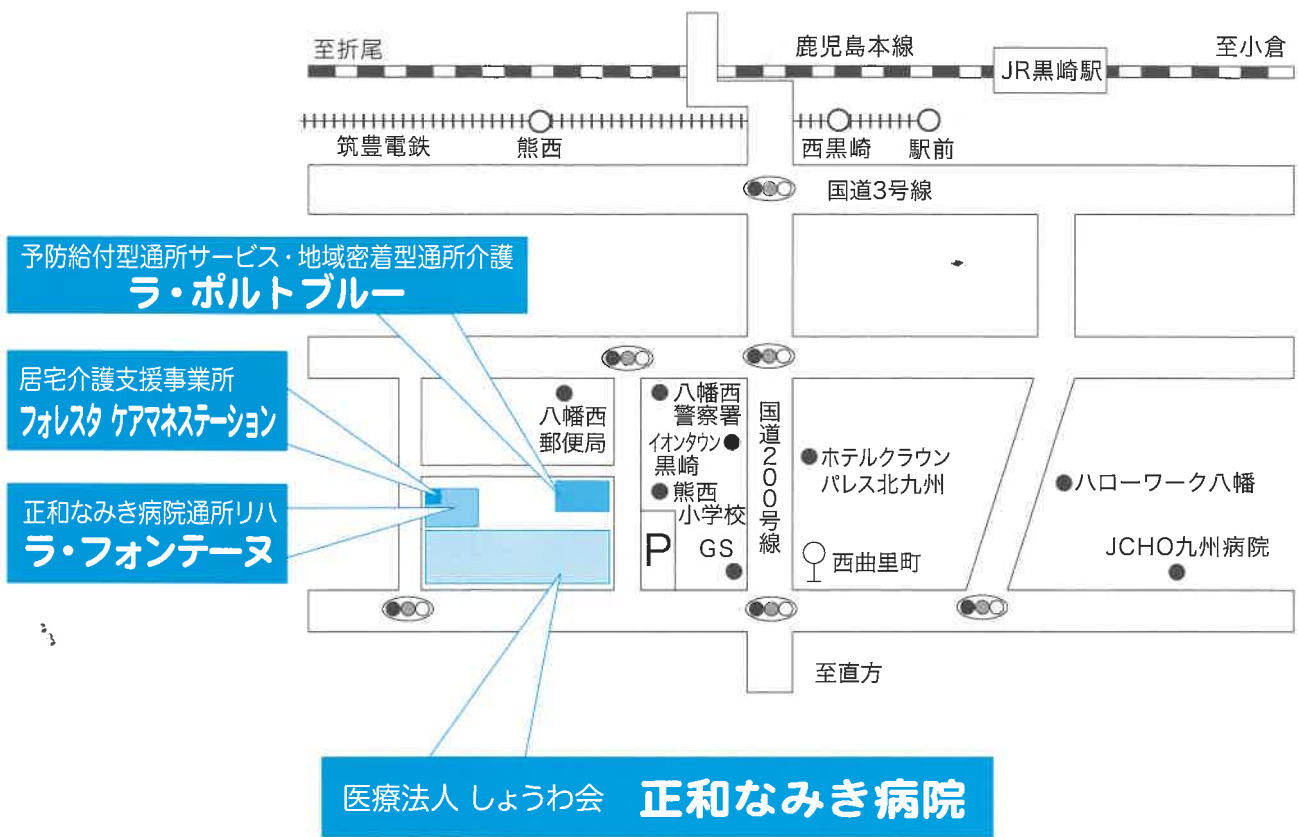 至折尾
鹿児島本線
JR黒崎駅
至小倉
筑豊電鉄
熊西
西黒崎
駅前
国道3号線
予防給付型通所サービス・地域密着型通所介護
ラ・ポルトブルー
居宅介護支援事業所
フォレスタ ケアマネステーション
正和なみき病院通所リハ
ラ・フォンテーヌ
八幡西
郵便局
八幡西
警察署
イオンタウン
黒崎
熊西
小学校
P
GS
国道200号線
ホテルクラウン
パレス北九州
西曲里町
ハローワーク八幡
JCHO九州病院
至直方
医療法人 しょうわ会 正和なみき病院